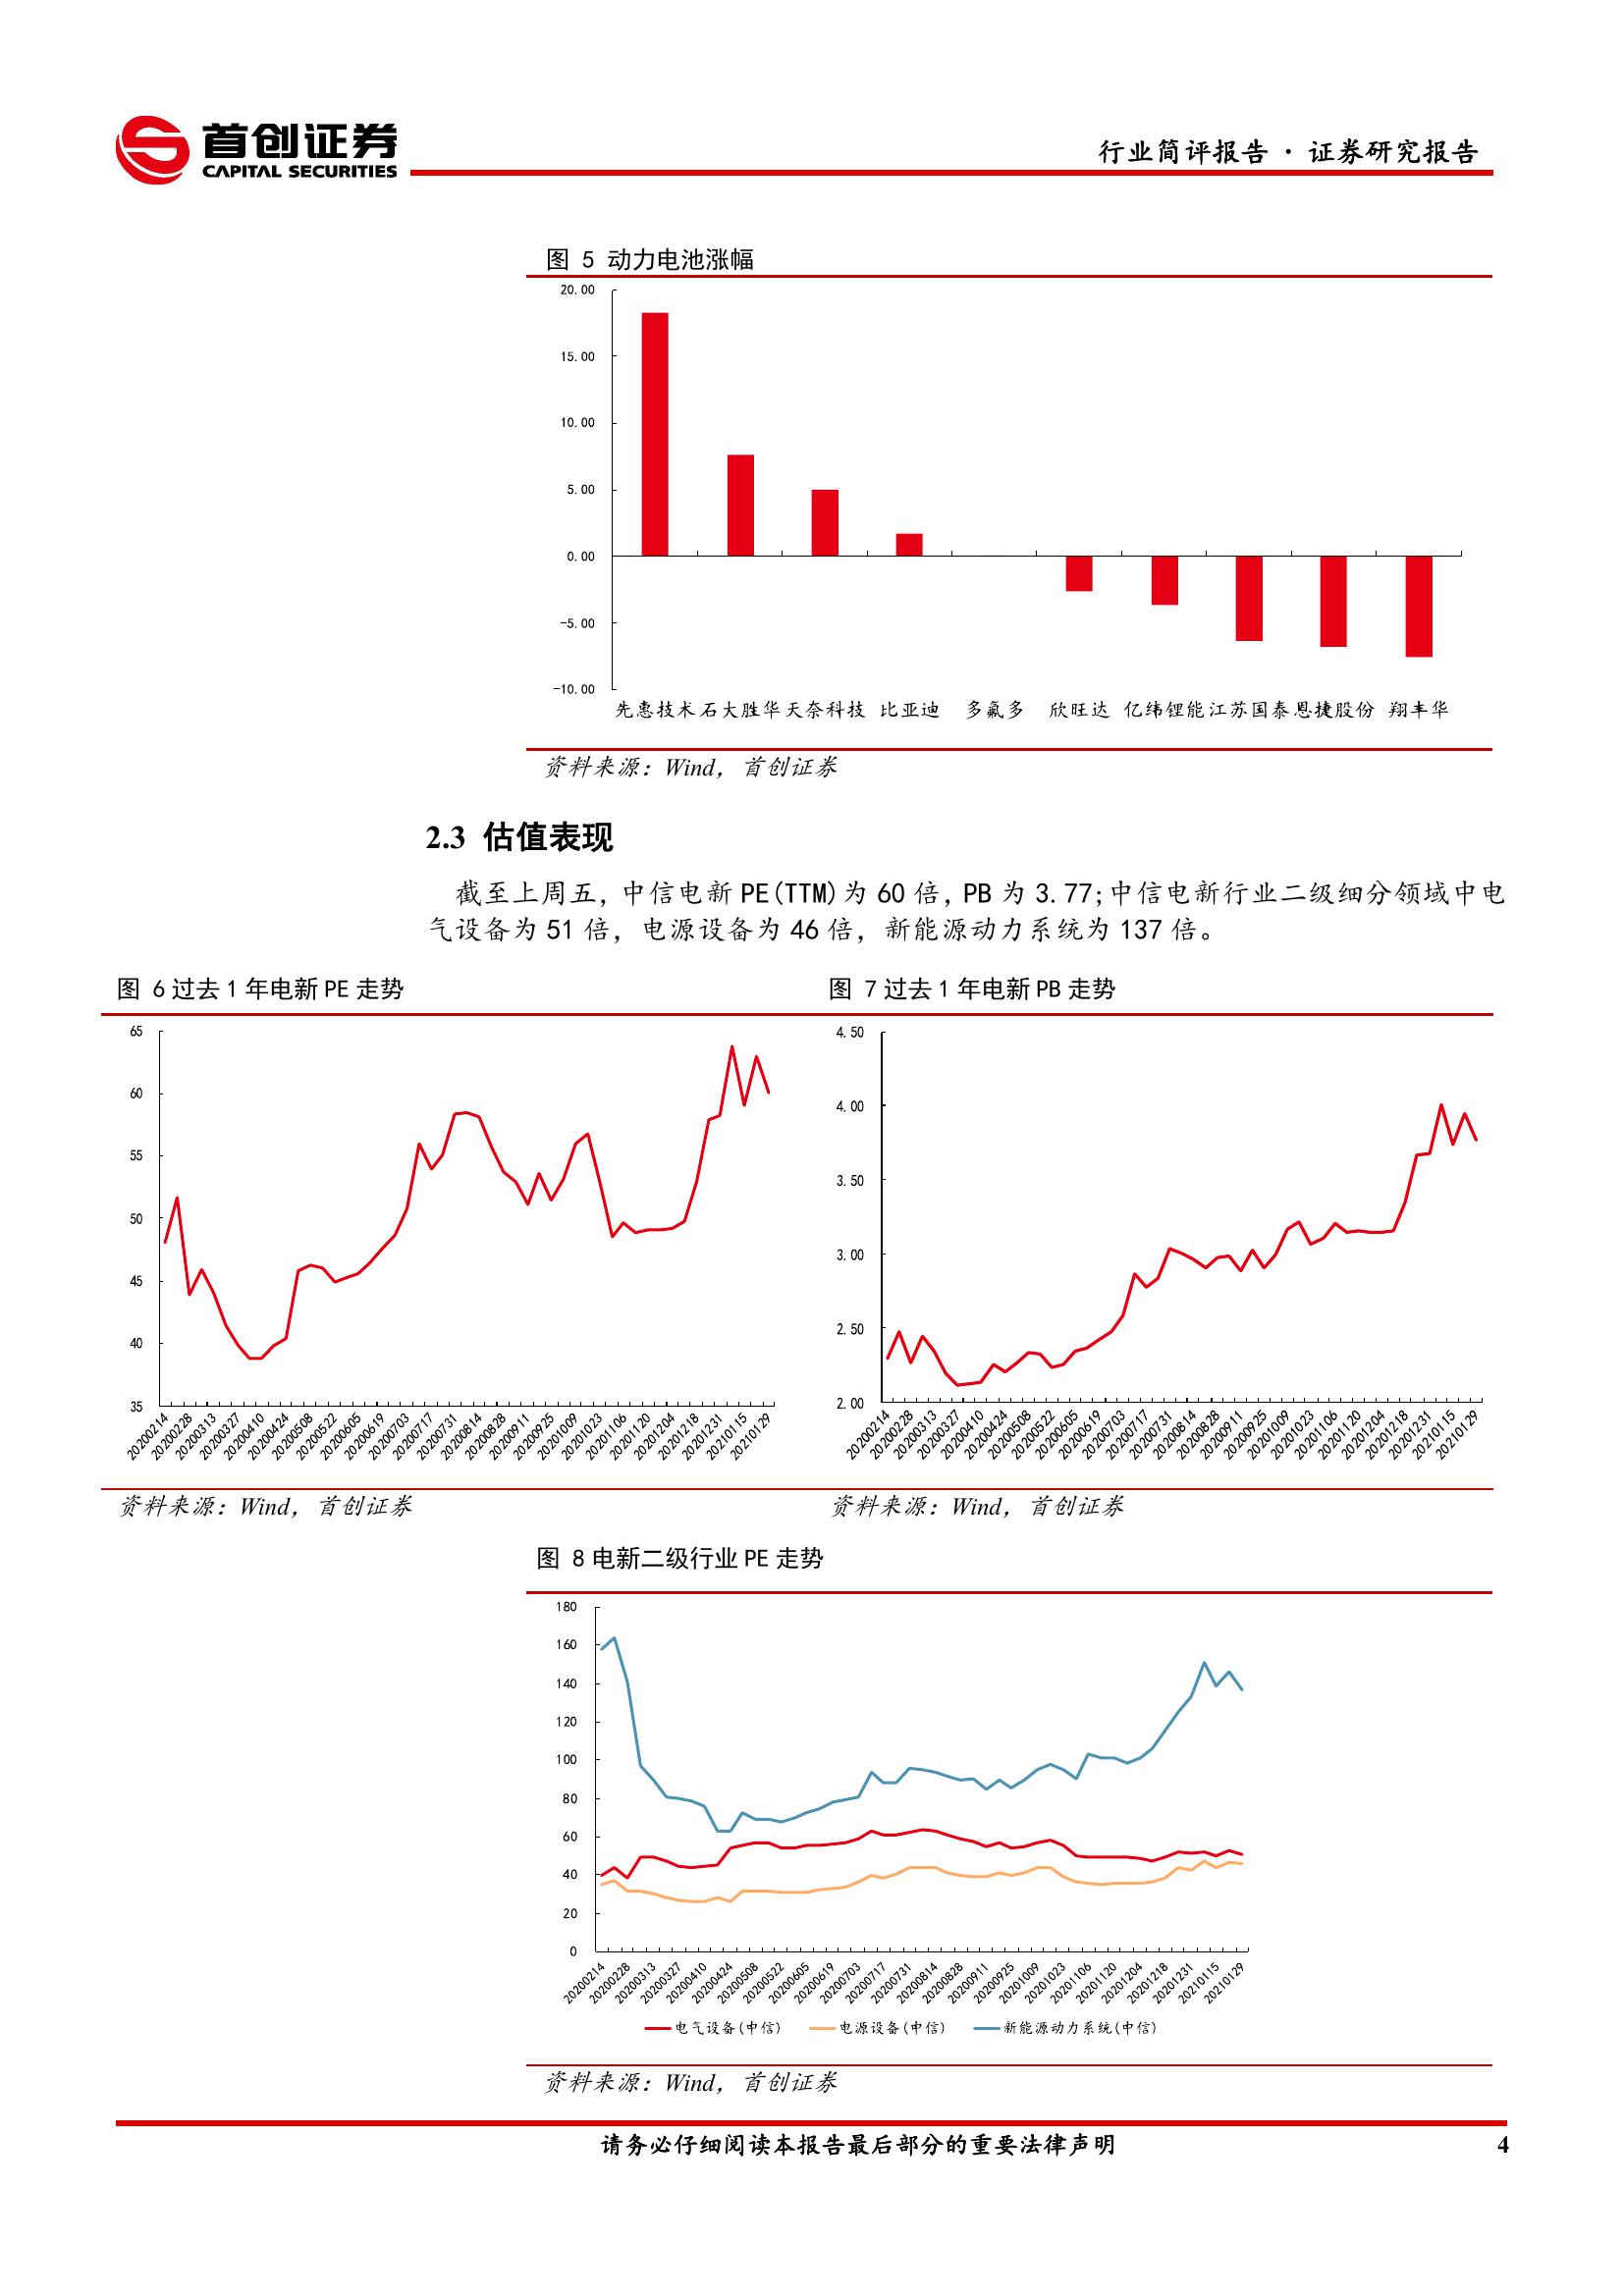 首创证券
CAPITAL SECURITIES
行业简评报告·证券研究报告
图 5 动力电池涨幅
20.00
15.00
10.00
5.00
0.00
-5.00
-10.00
先惠技术 石大胜华 天奈科技 比亚迪 多氟多 欣旺达 亿纬锂能 江苏国泰 恩捷股份 翔丰华
资料来源：Wind，首创证券
2.3 估值表现
截至上周五，中信电新 PE(TTM)为 60 倍，PB 为 3.77；中信电新行业二级细分领域中电
气设备为 51 倍，电源设备为 46 倍，新能源动力系统为 137 倍。
图 6 过去 1 年电新 PE 走势
65
60
55
50
45
40
35
20200214 20200228 20200313 20200327 20200410 20200424 20200508 20200522 20200605 20200619 20200703 20200717 20200731 20200814 20200828 20200911 20200925 20201009 20201023 20201106 20201120 20201204 20201218 20201231 20210115 20210129
资料来源：Wind，首创证券
图 7 过去 1 年电新 PB 走势
4.50
4.00
3.50
3.00
2.50
2.00
20200214 20200228 20200313 20200327 20200410 20200424 20200508 20200522 20200605 20200619 20200703 20200717 20200731 20200814 20200828 20200911 20200925 20201009 20201023 20201106 20201120 20201204 20201218 20201231 20210115 20210129
资料来源：Wind，首创证券
图 8 电新二级行业 PE 走势
180
160
140
120
100
80
60
40
20
0
20200214 20200228 20200313 20200327 20200410 20200424 20200508 20200522 20200605 20200619 20200703 20200717 20200731 20200814 20200828 20200911 20200925 20201009 20201023 20201106 20201120 20201204 20201218 20201231 20210115 20210129
电气设备(中信) 电源设备(中信) 新能源动力系统(中信)
资料来源：Wind，首创证券
请务必仔细阅读本报告最后部分的重要法律声明 4